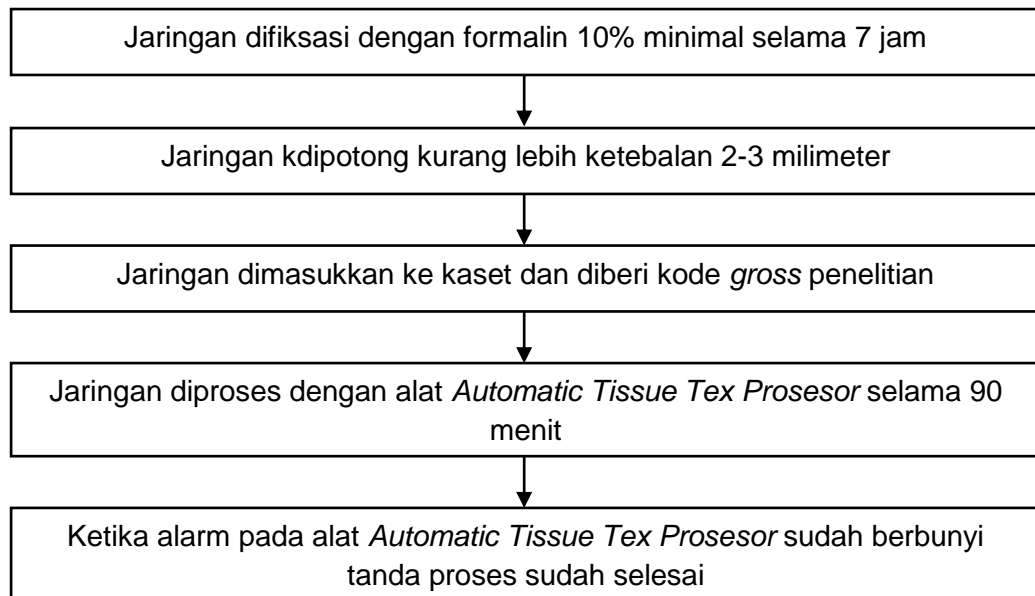 Jaringan difiksasi dengan formalin 10% minimal selama 7 jam
Jaringan kdipotong kurang lebih ketebalan 2-3 milimeter
Jaringan dimasukkan ke kaset dan diberi kode gross penelitian
Jaringan diproses dengan alat Automatic Tissue Tex Prosesor selama 90
menit
Ketika alarm pada alat Automatic Tissue Tex Prosesor sudah berbunyi
tanda proses sudah selesai